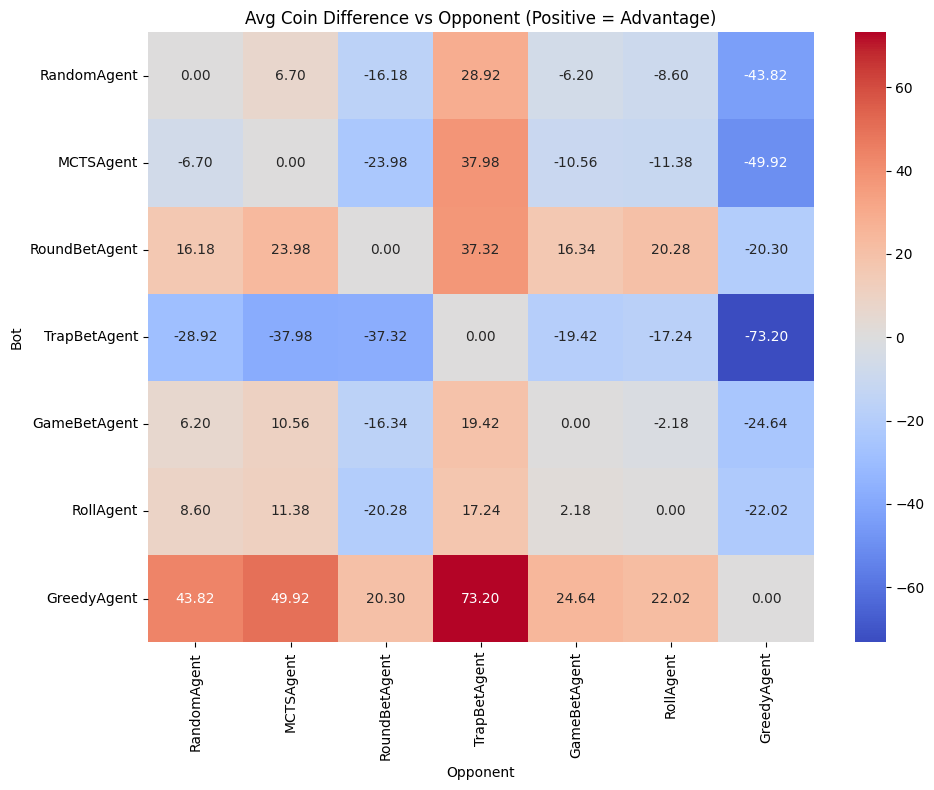 Avg Coin Difference vs Opponent (Positive = Advantage)
RandomAgent 0.00 6.70 -16.18 28.92 -6.20 -8.60 -43.82
MCTSAgent -6.70 0.00 -23.98 37.98 -10.56 -11.38 -49.92
RoundBetAgent 16.18 23.98 0.00 37.32 16.34 20.28 -20.30
TrapBetAgent -28.92 -37.98 -37.32 0.00 -19.42 -17.24 -73.20
GameBetAgent 6.20 10.56 -16.34 19.42 0.00 -2.18 -24.64
RollAgent 8.60 11.38 -20.28 17.24 2.18 0.00 -22.02
GreedyAgent 43.82 49.92 20.30 73.20 24.64 22.02 0.00
Bot
RandomAgent
MCTSAgent
RoundBetAgent
TrapBetAgent
GameBetAgent
RollAgent
GreedyAgent
Opponent
60
40
20
0
−20
−40
−60